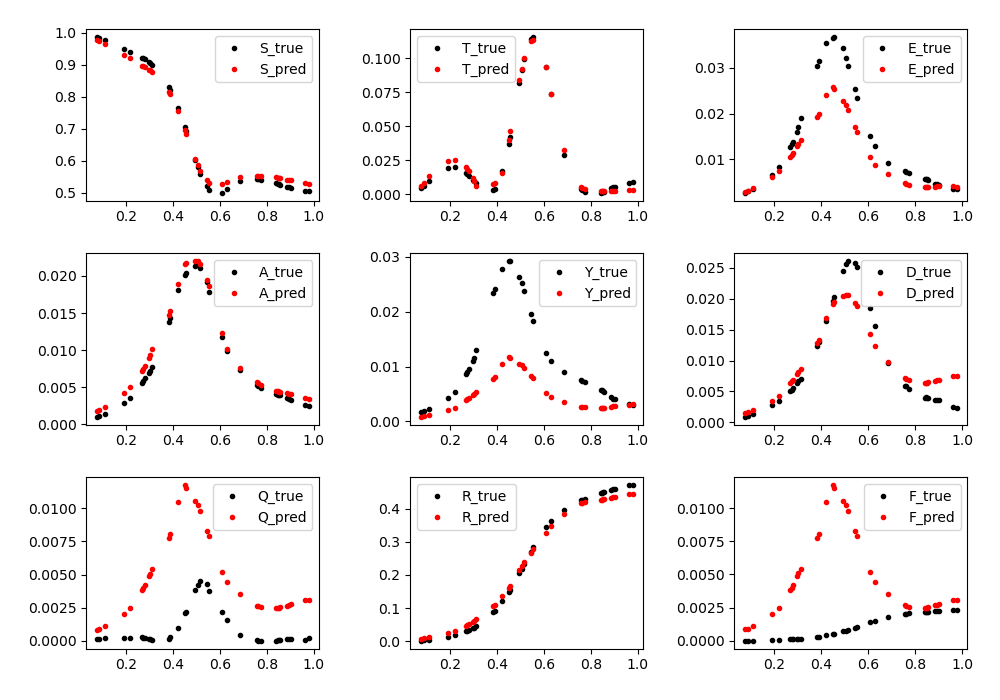 1.0
0.9
0.8
0.7
0.6
0.5
S_true
S_pred
0.2 0.4 0.6 0.8 1.0
0.100
0.075
0.050
0.025
0.000
T_true
T_pred
0.2 0.4 0.6 0.8 1.0
0.03
0.02
0.01
E_true
E_pred
0.2 0.4 0.6 0.8 1.0
0.020
0.015
0.010
0.005
0.000
A_true
A_pred
0.2 0.4 0.6 0.8 1.0
0.03
0.02
0.01
0.00
Y_true
Y_pred
0.2 0.4 0.6 0.8 1.0
0.025
0.020
0.015
0.010
0.005
0.000
D_true
D_pred
0.2 0.4 0.6 0.8 1.0
0.0100
0.0075
0.0050
0.0025
0.0000
Q_true
Q_pred
0.2 0.4 0.6 0.8 1.0
0.4
0.3
0.2
0.1
0.0
R_true
R_pred
0.2 0.4 0.6 0.8 1.0
0.0100
0.0075
0.0050
0.0025
0.0000
F_true
F_pred
0.2 0.4 0.6 0.8 1.0